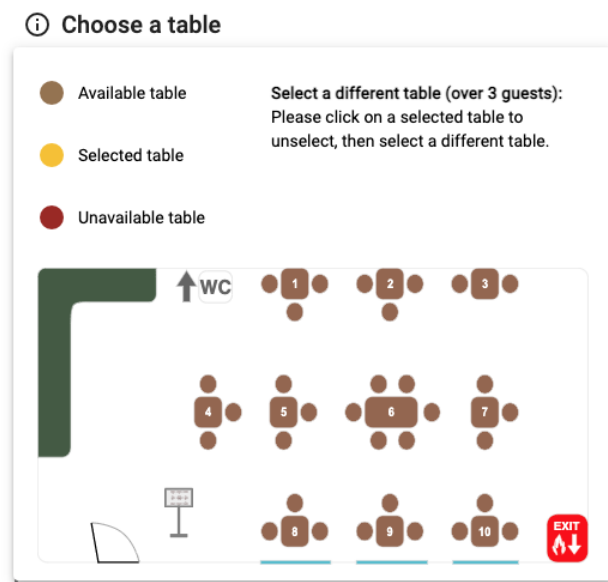 Choose a table
Available table
Selected table
Unavailable table
Select a different table (over 3 guests):
Please click on a selected table to
unselect, then select a different table.
WC
1
2
3
4
5
6
7
8
9
10
EXIT